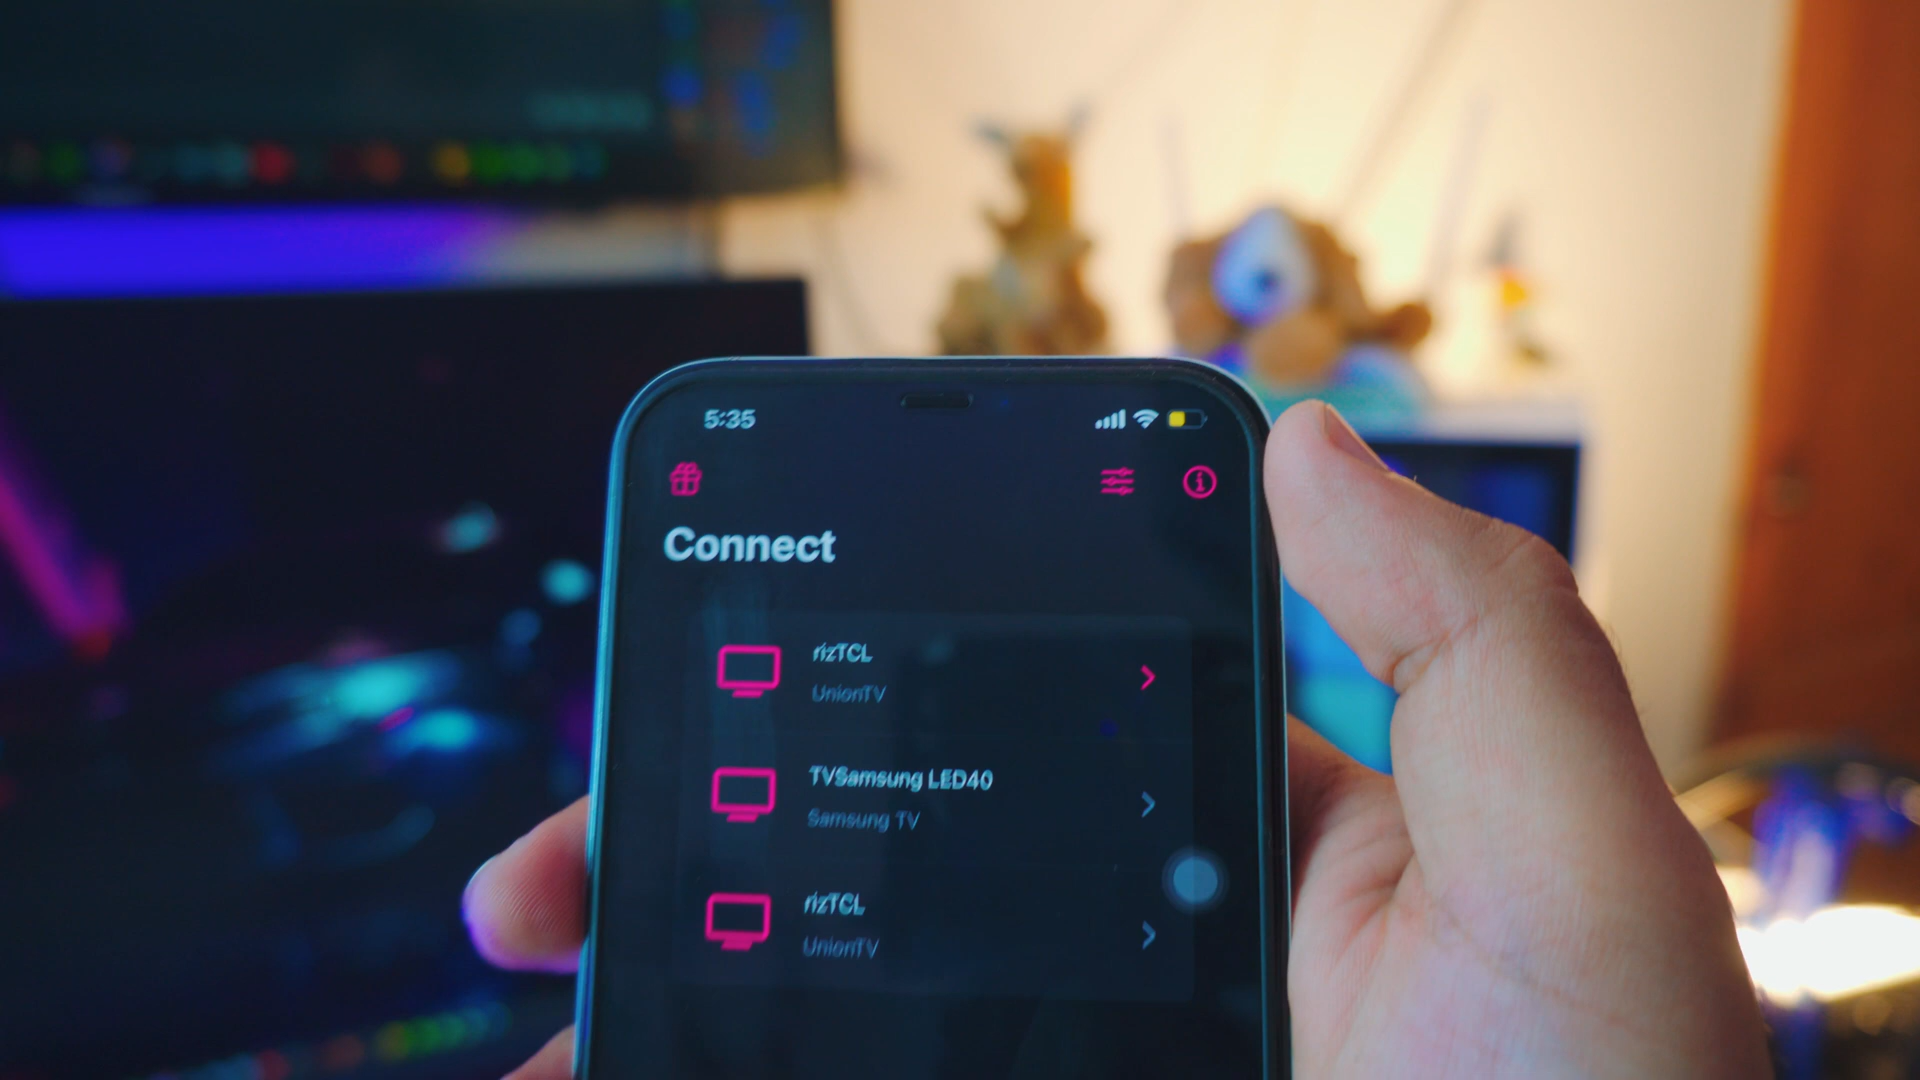 5:35
Connect
rizTCL
UnionTV
TVSamsung LED40
Samsung TV
rizTCL
UnionTV